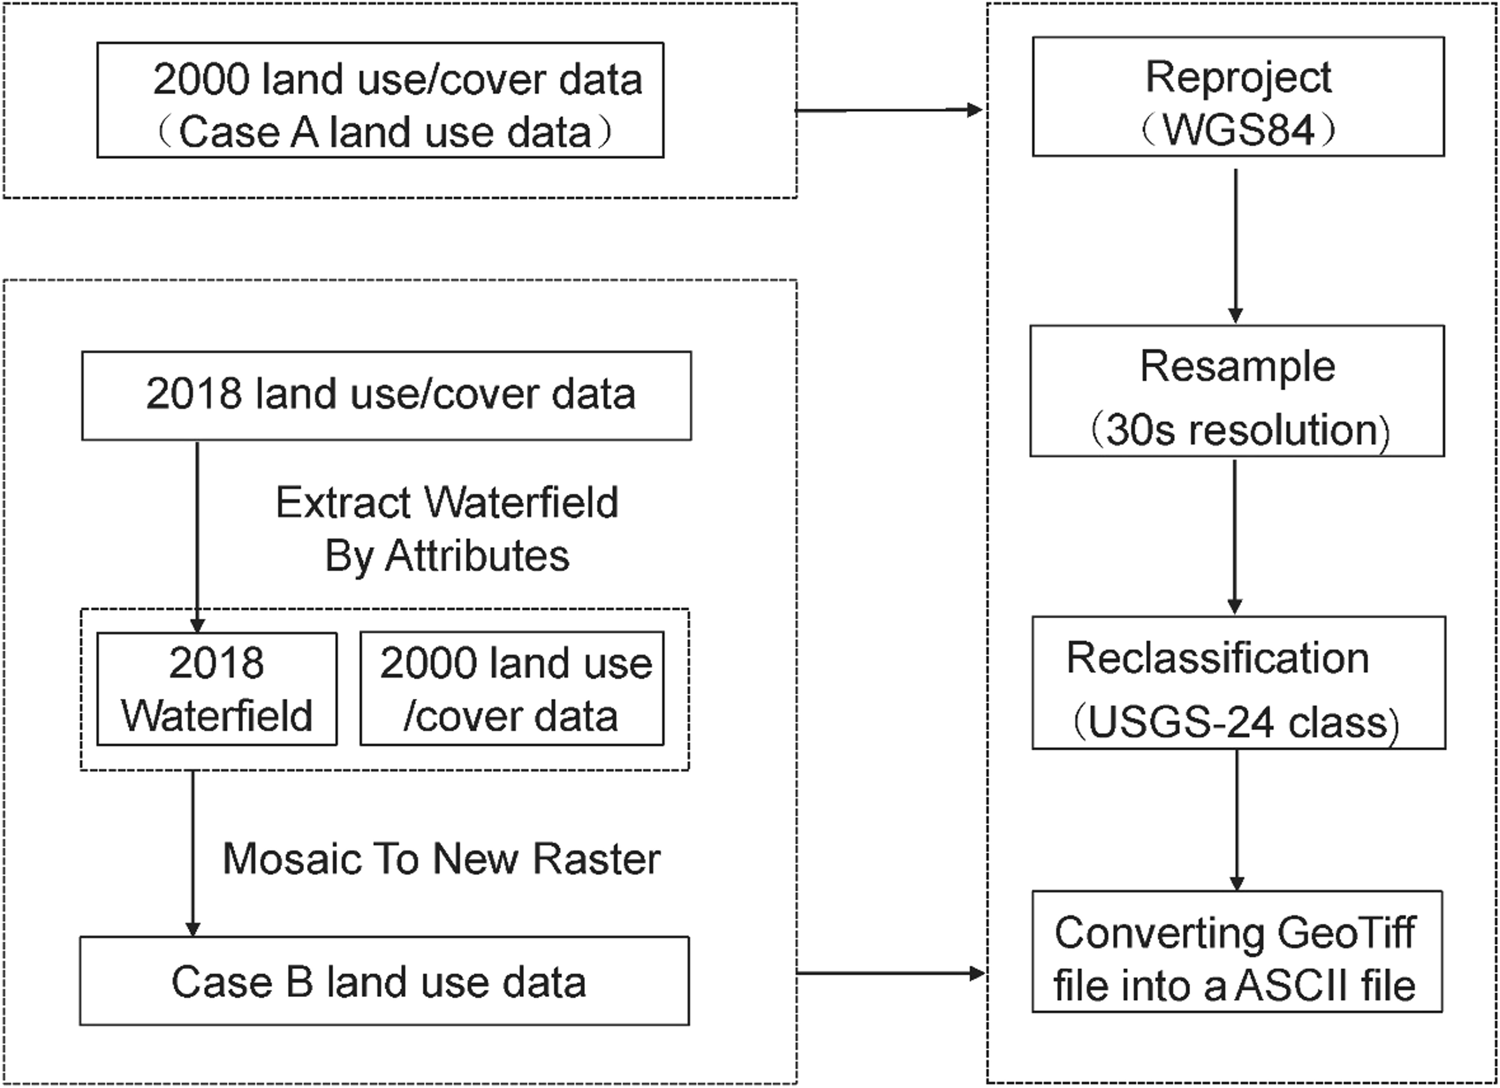 2000 land use/cover data
（Case A land use data）
2018 land use/cover data
Extract Waterfield
By Attributes
2018
Waterfield
2000 land use
/cover data
Mosaic To New Raster
Case B land use data
Reproject
（WGS84）
Resample
（30s resolution)
Reclassification
（USGS-24 class)
Converting GeoTiff
file into a ASCII file